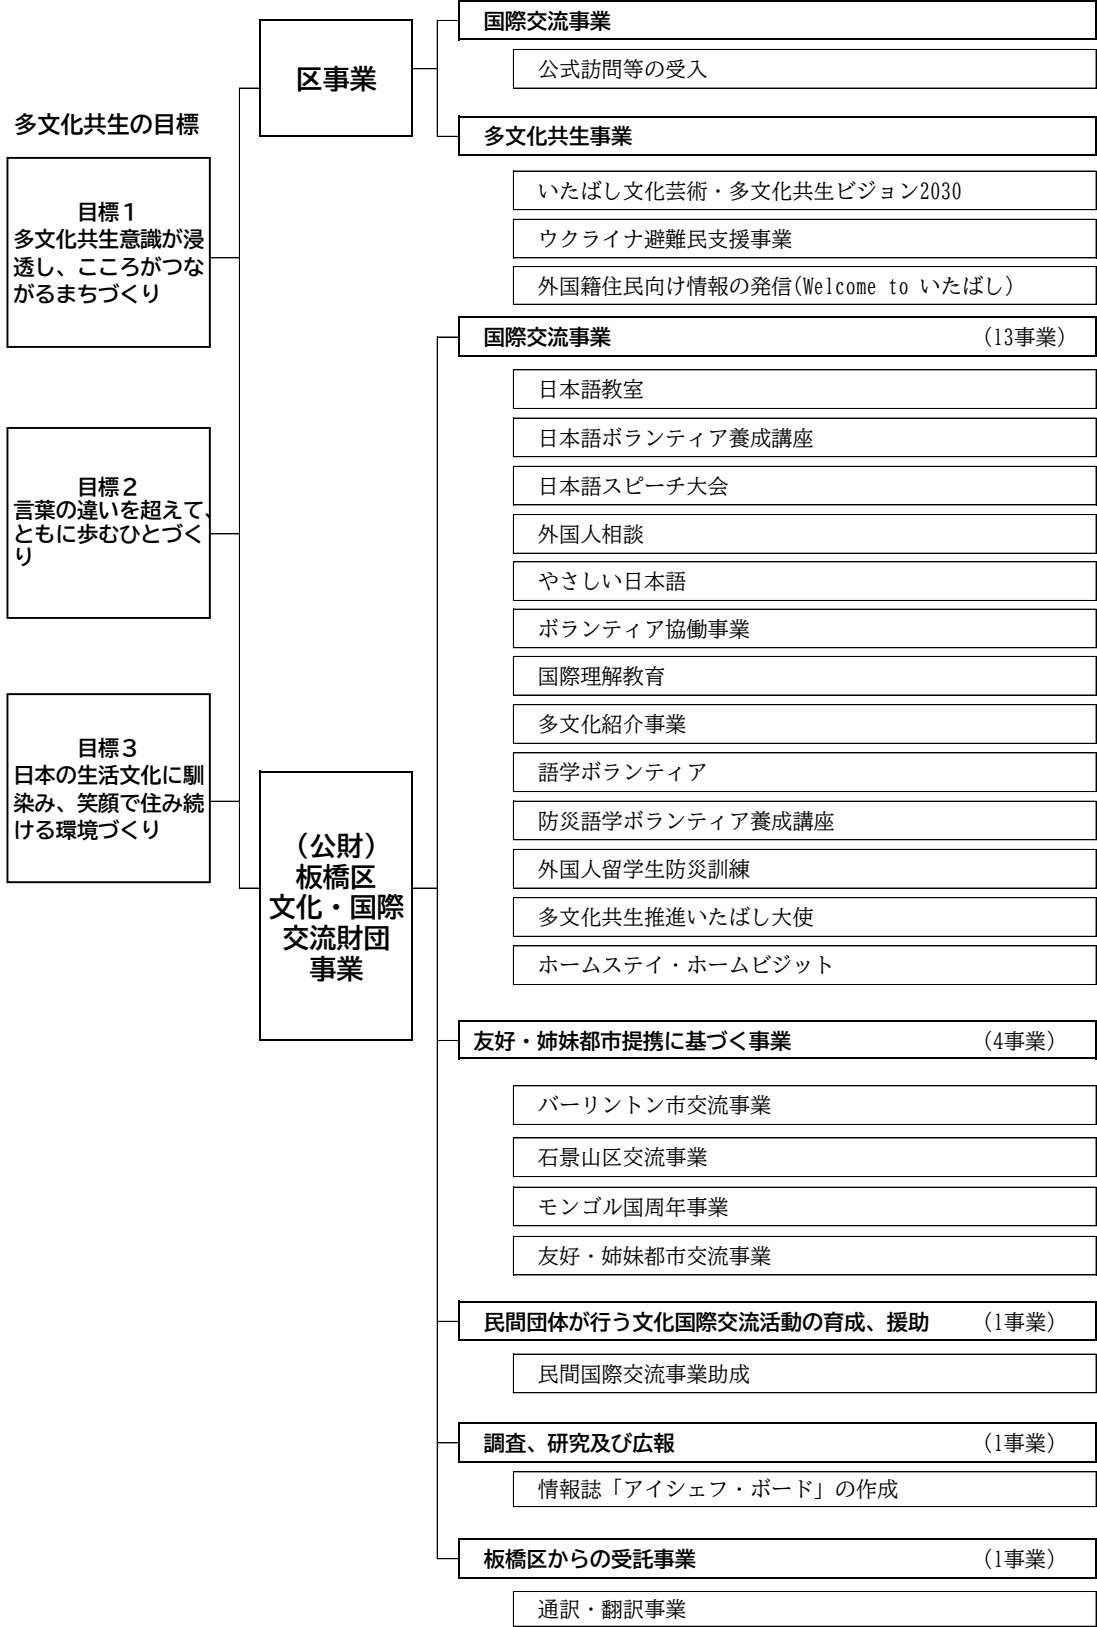 多文化共生の目標
目標１
多文化共生意識が浸
透し、こころがつな
がるまちづくり
目標２
言葉の違いを超えて、
ともに歩むひとづく
り
目標３
日本の生活文化に馴
染み、笑顔で住み続
ける環境づくり
区事業
国際交流事業
公式訪問等の受入
多文化共生事業
いたばし文化芸術・多文化共生ビジョン2030
ウクライナ避難民支援事業
外国籍住民向け情報の発信(Welcome to いたばし)
（公財）
板橋区
文化・国際
交流財団
事業
国際交流事業 （13事業）
日本語教室
日本語ボランティア養成講座
日本語スピーチ大会
外国人相談
やさしい日本語
ボランティア協働事業
国際理解教育
多文化紹介事業
語学ボランティア
防災語学ボランティア養成講座
外国人留学生防災訓練
多文化共生推進いたばし大使
ホームステイ・ホームビジット
友好・姉妹都市提携に基づく事業 （4事業）
バーリントン市交流事業
石景山区交流事業
モンゴル国周年事業
友好・姉妹都市交流事業
民間団体が行う文化国際交流活動の育成、援助 （1事業）
民間国際交流事業助成
調査、研究及び広報 （1事業）
情報誌「アイシェフ・ボード」の作成
板橋区からの受託事業 （1事業）
通訳・翻訳事業